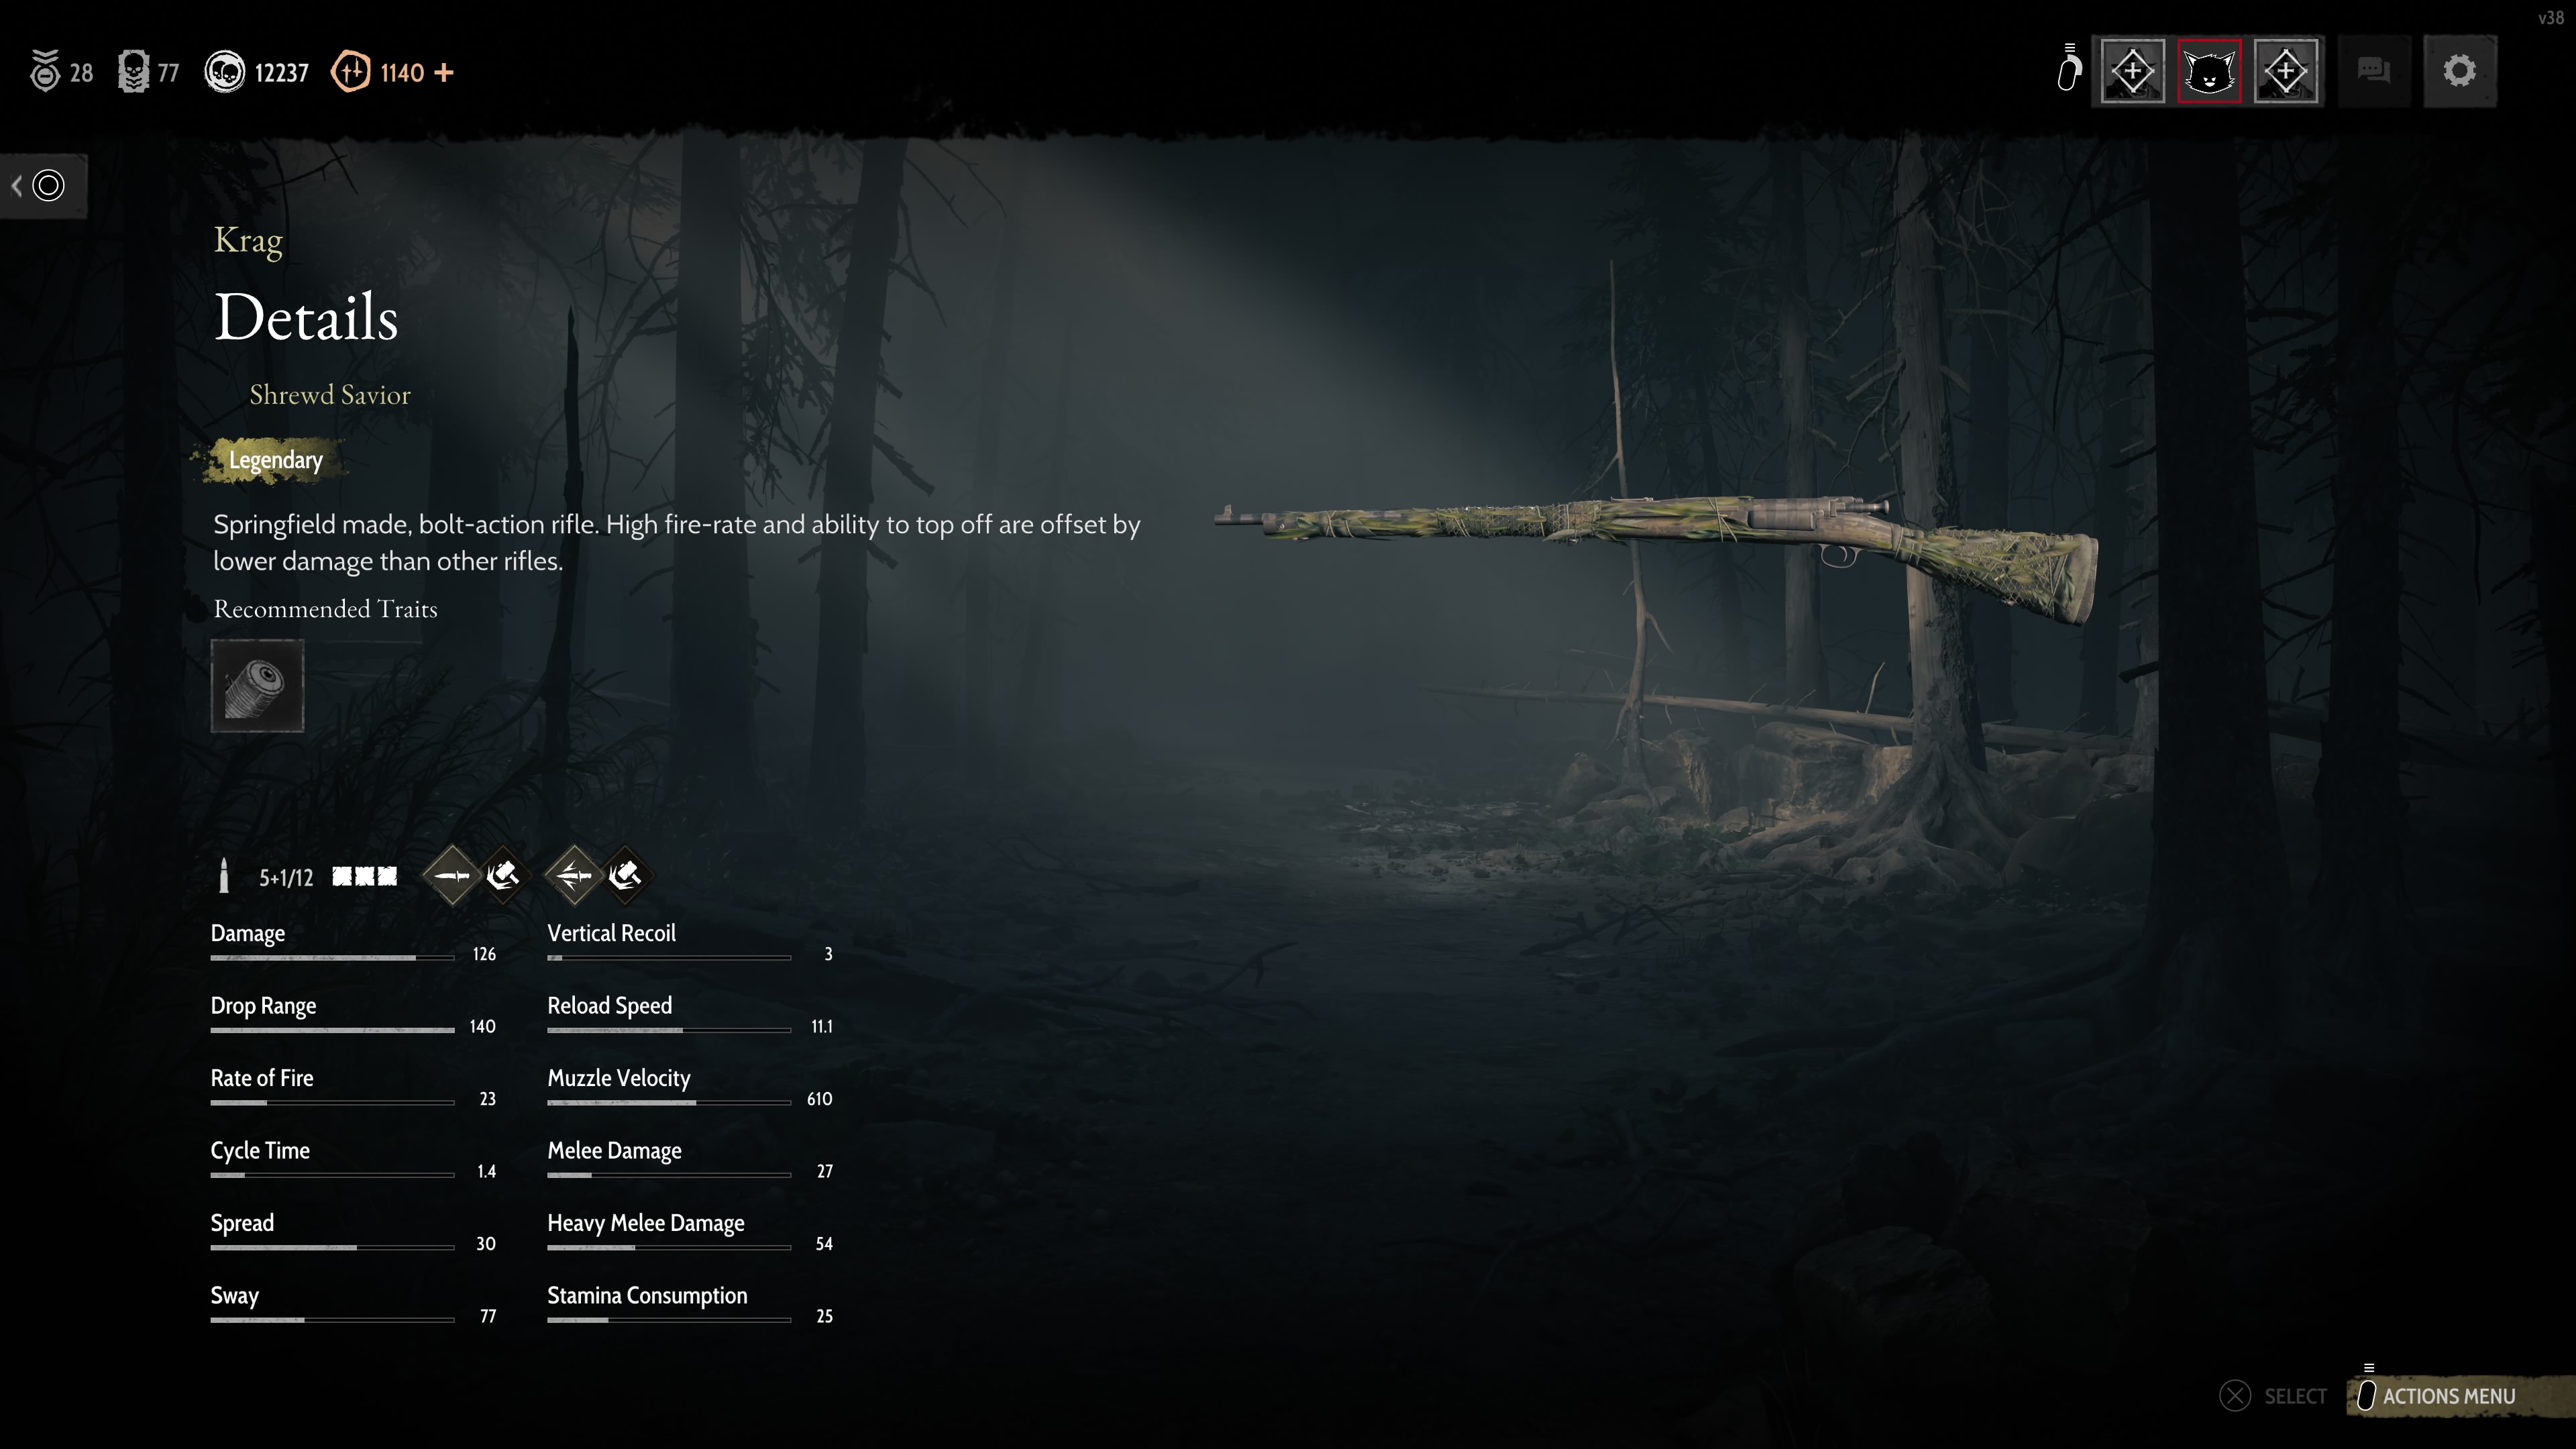 v38
28
77
12237
1140 +
Krag
Details
Shrewd Savior
Legendary
Springfield made, bolt-action rifle. High fire-rate and ability to top off are offset by
lower damage than other rifles.
Recommended Traits
5+1/12
Damage
126
Drop Range
140
Rate of Fire
23
Cycle Time
1.4
Spread
30
Sway
77
Vertical Recoil
3
Reload Speed
11.1
Muzzle Velocity
610
Melee Damage
27
Heavy Melee Damage
54
Stamina Consumption
25
SELECT
ACTIONS MENU